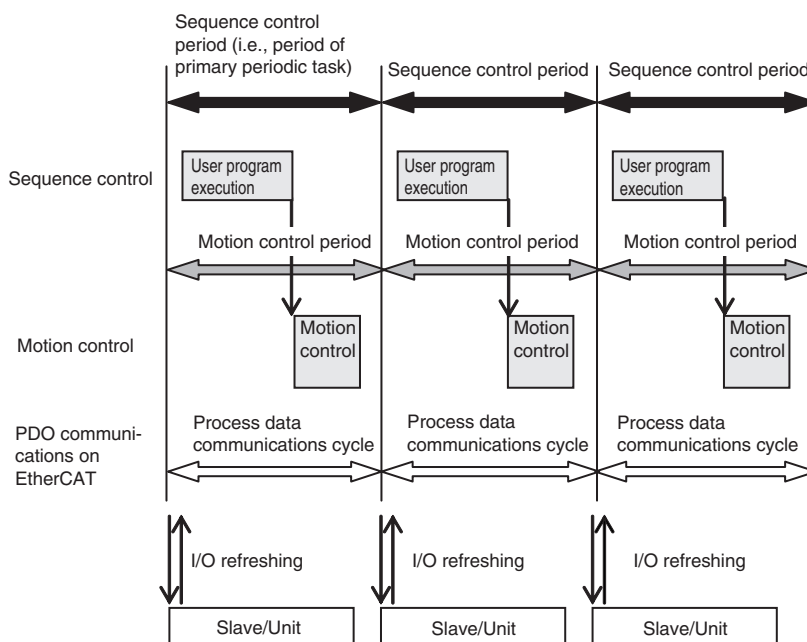 Sequence control
period (i.e., period of
primary periodic task)
Sequence control period
Sequence control period
Sequence control
User program
execution
User program
execution
User program
execution
Motion control period
Motion control period
Motion control period
Motion control
Motion
control
Motion
control
Motion
control
PDO communi-
cations on
EtherCAT
Process data
communications cycle
Process data
communications cycle
Process data
communications cycle
I/O refreshing
I/O refreshing
I/O refreshing
Slave/Unit
Slave/Unit
Slave/Unit